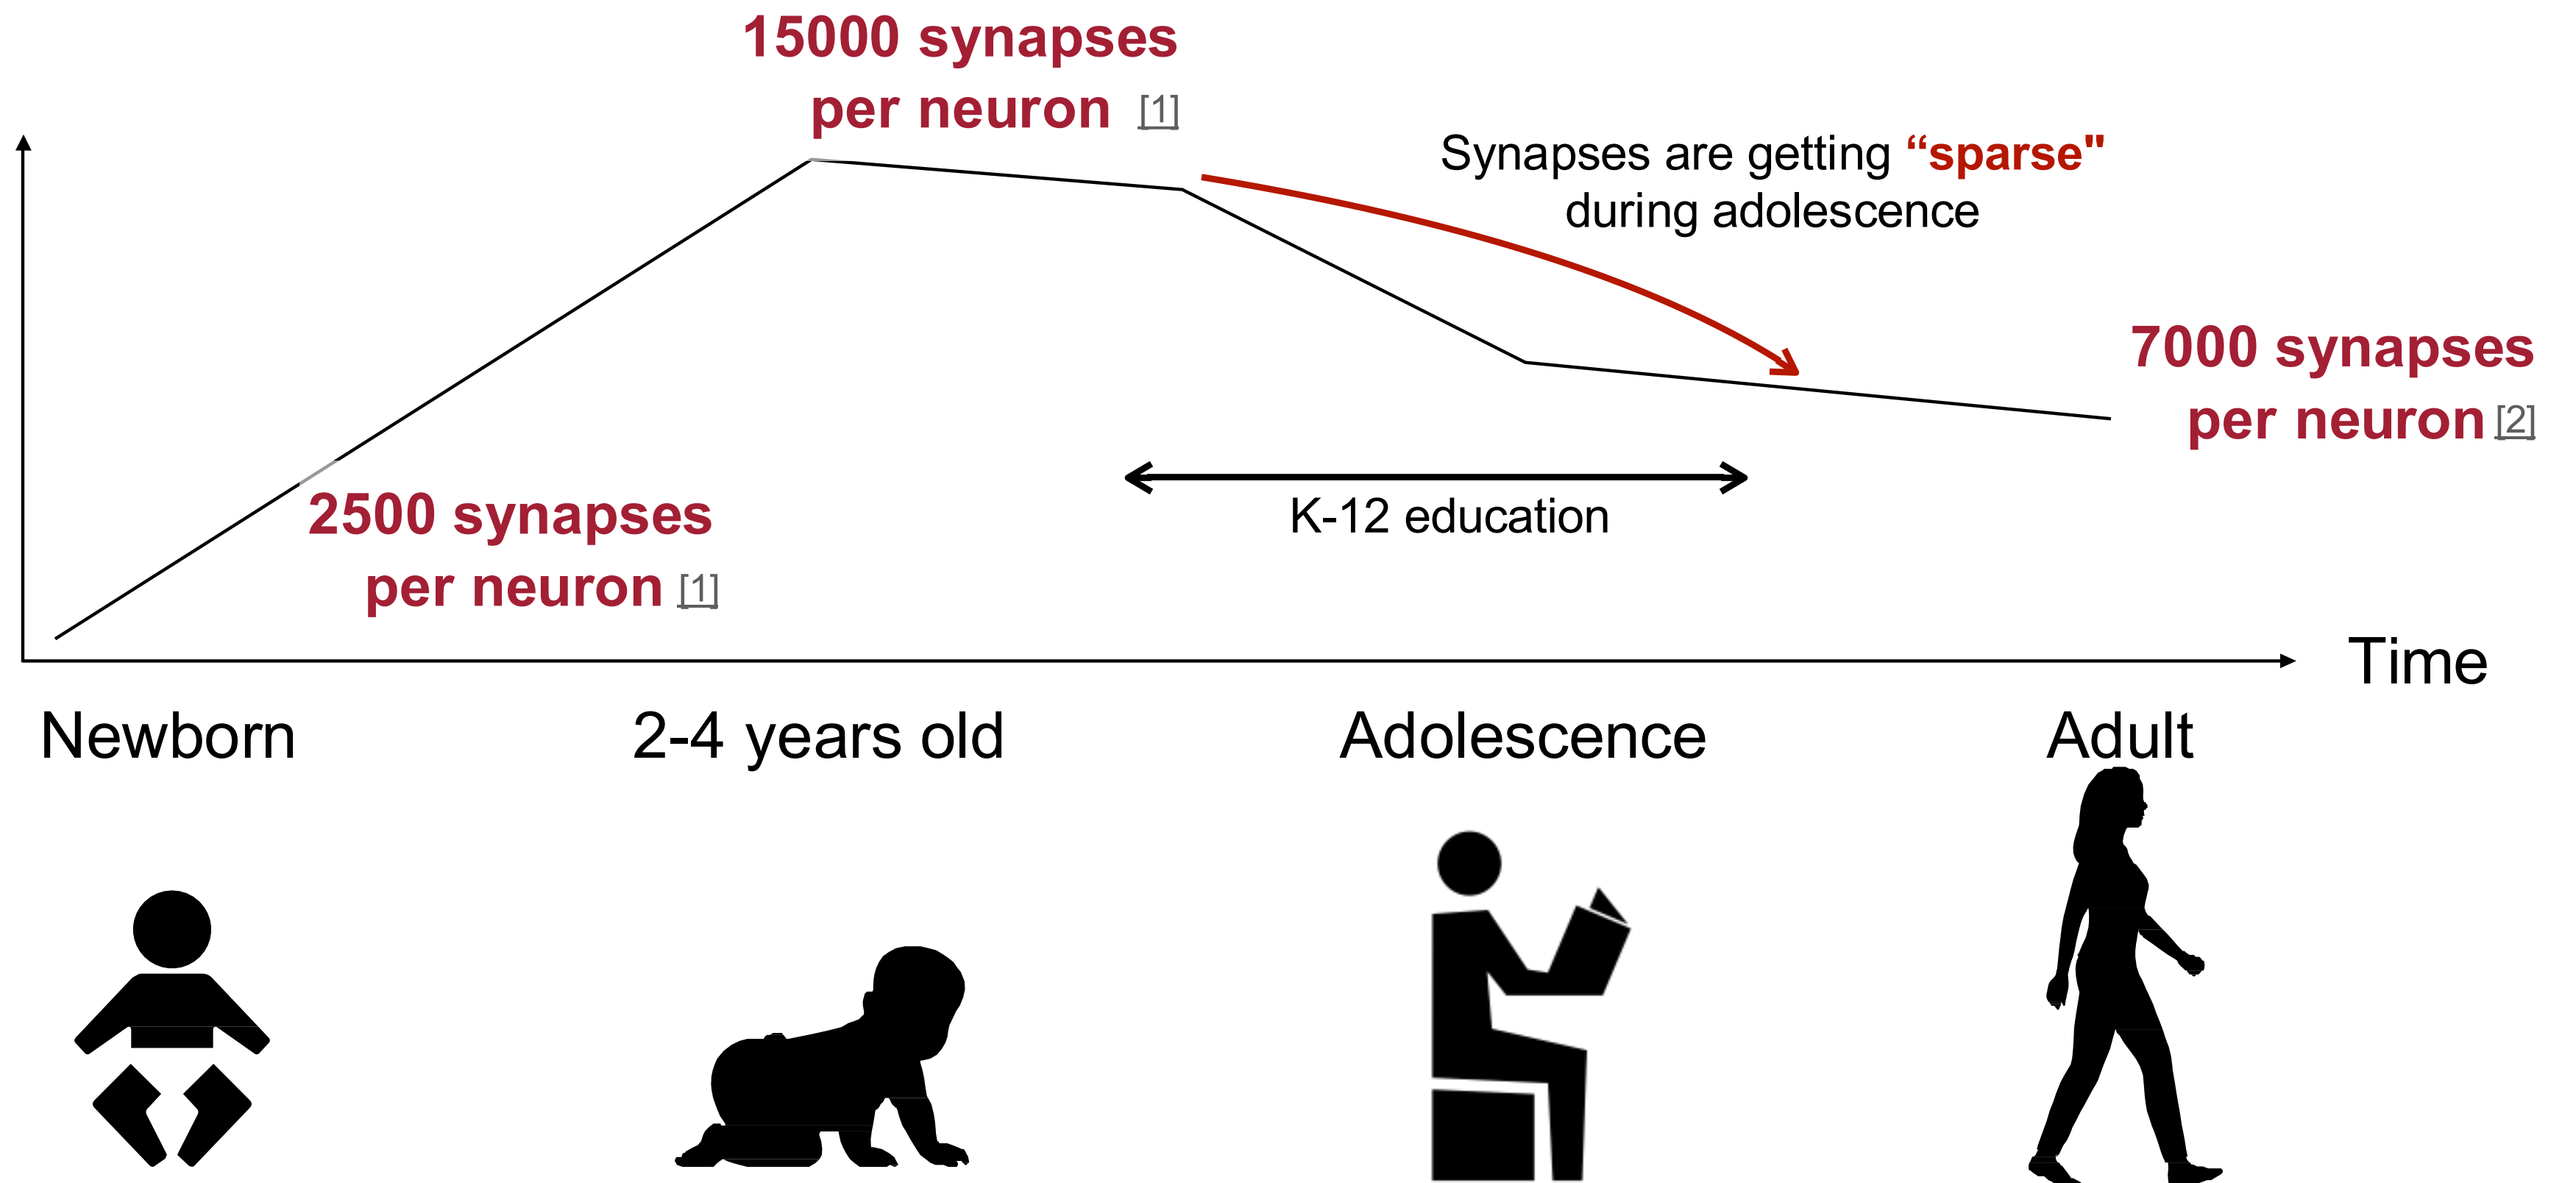 15000 synapses
per neuron [1]
Synapses are getting “sparse"
during adolescence
7000 synapses
per neuron [2]
2500 synapses
per neuron [1]
K-12 education
Time
Newborn
2-4 years old
Adolescence
Adult